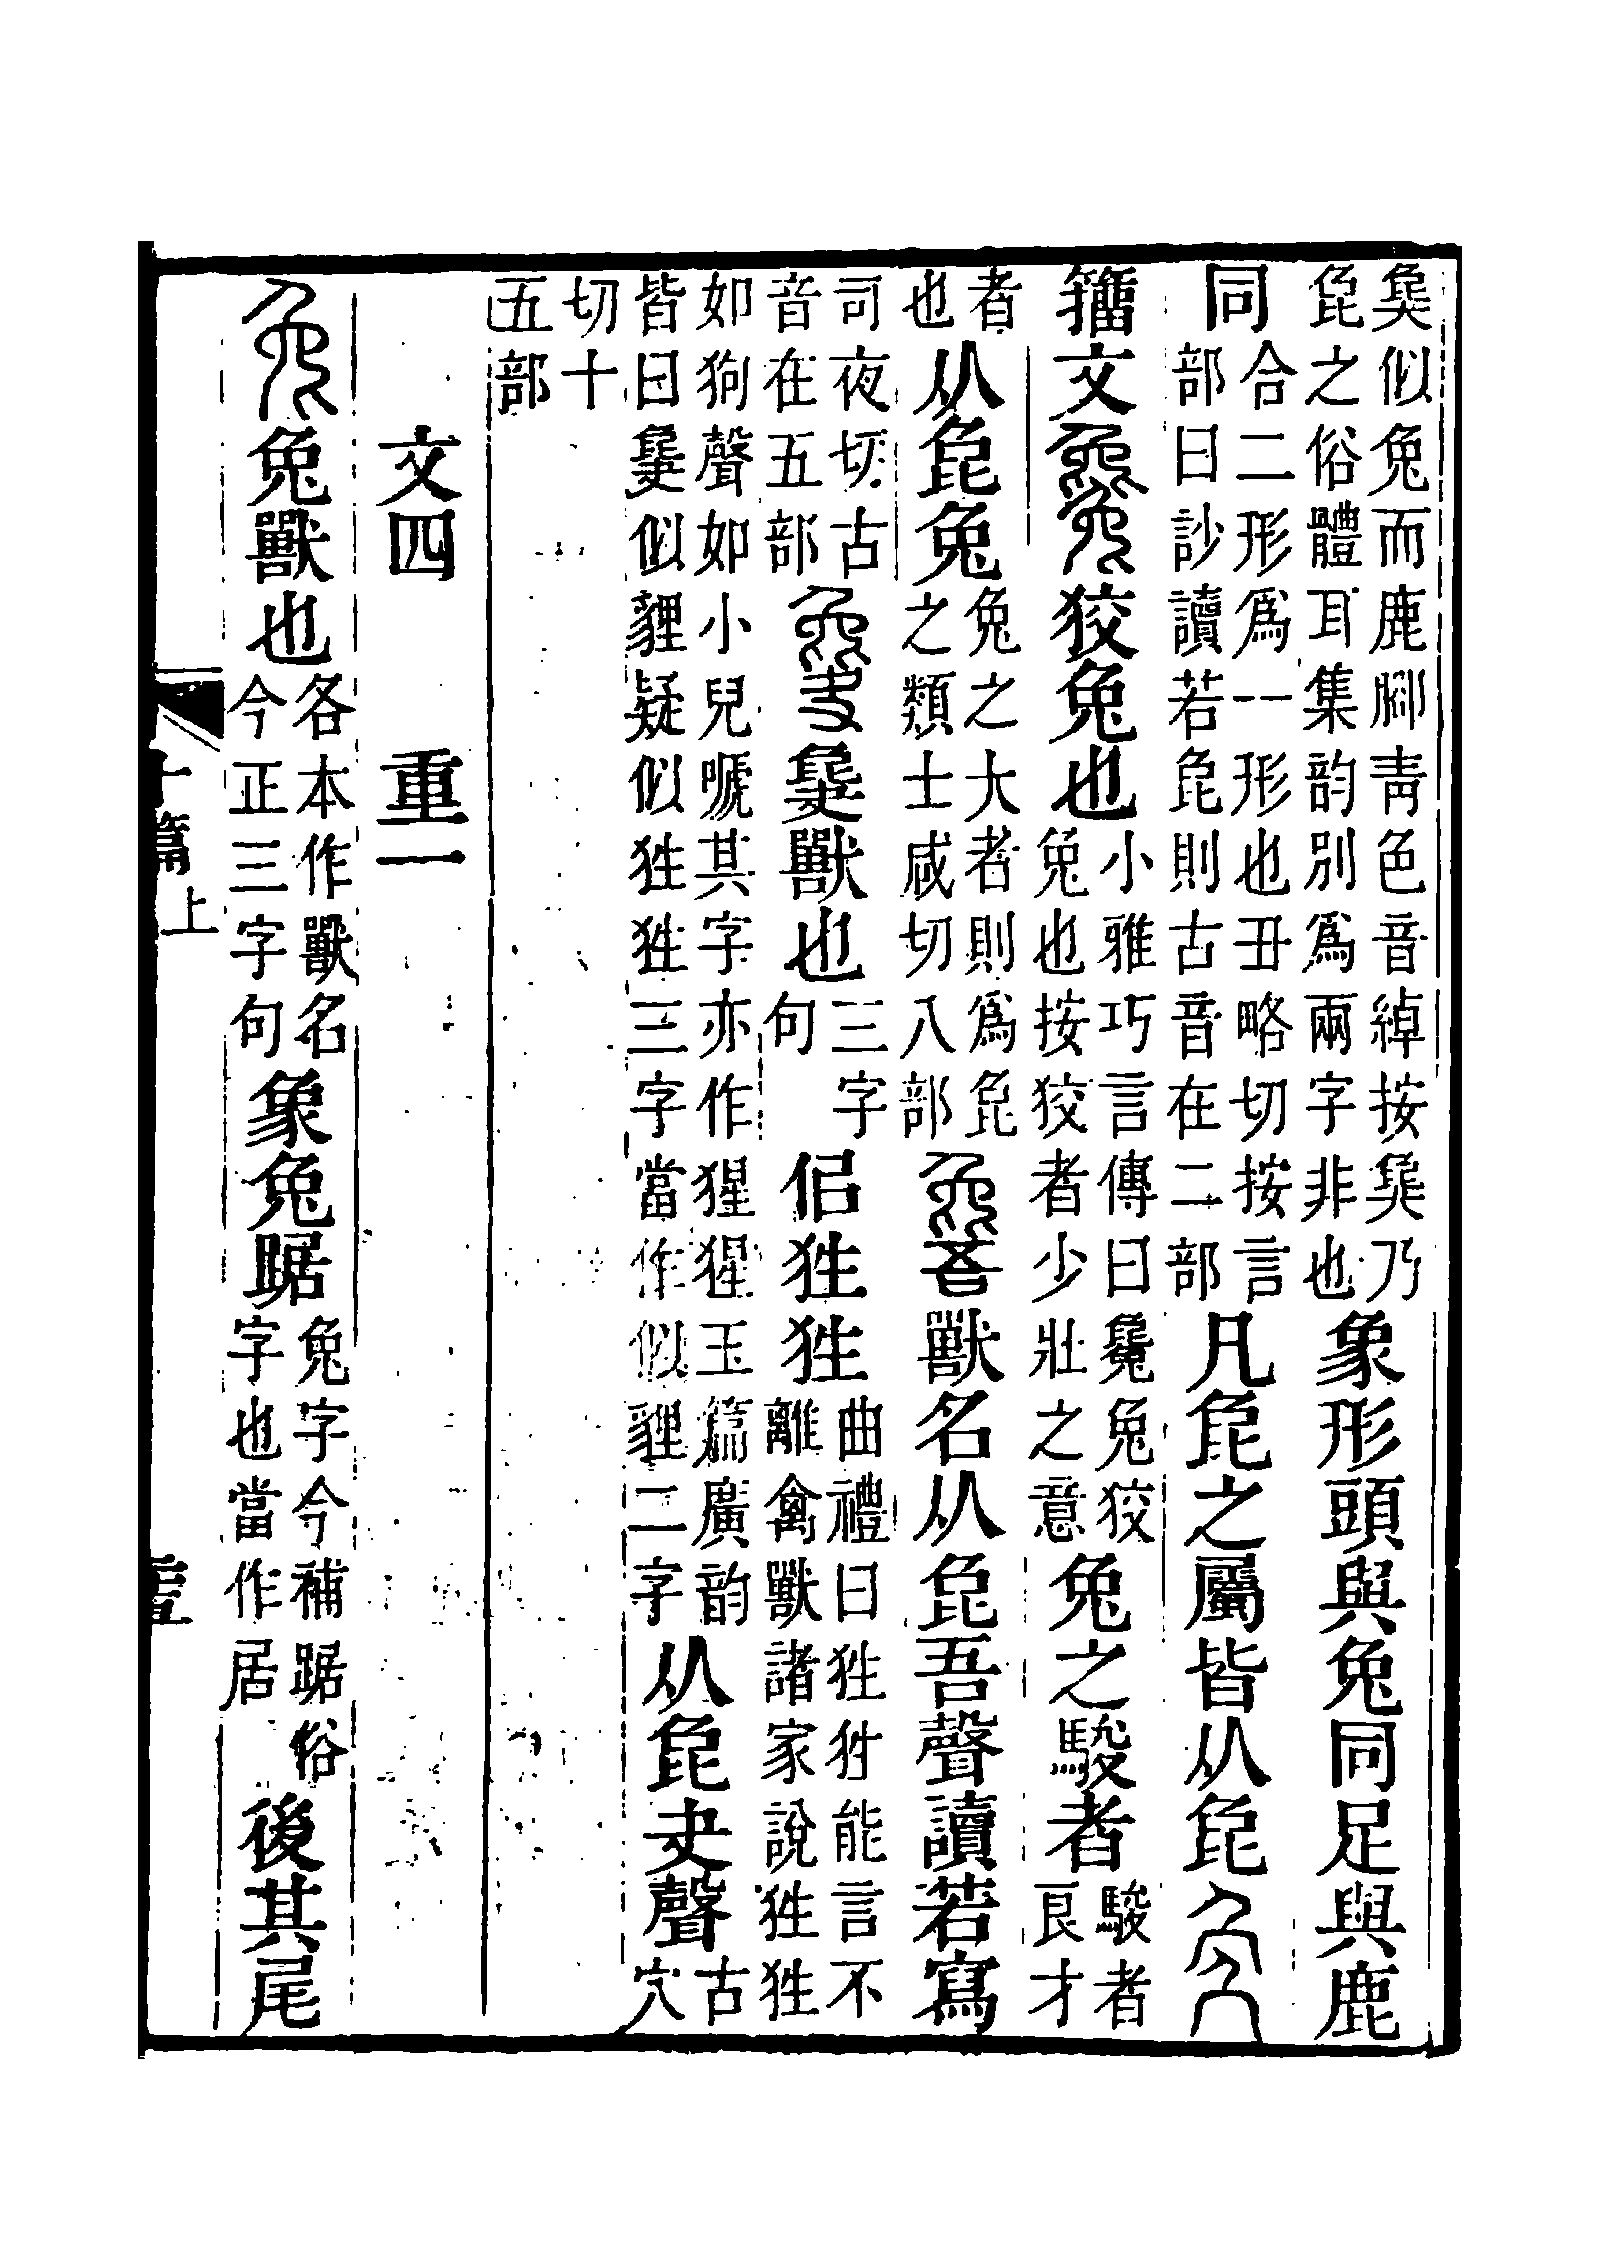 㚟似兔而鹿脚靑色音綽按㚟乃㲋之俗體耳集韵別爲兩字非也象形頭與兔同足與鹿
同合二形爲一形也丑略切按言部曰訬讀若㲋則古音在二部凡㲋之屬皆从㲋
籒文毚狡兔也小雅巧言傳曰毚兔狡兔也按狡者少壯之意兔之駿者駿者良才
者也从㲋兔兔之大者則爲㲋之類士咸切八部獸名从㲋吾聲讀若寫
司夜切古音在五部獸也三字句佀狌狌曲禮曰狌狌能言不離禽獸諸家說狌狌
如狗聲如小兒嗁其字亦作猩猩玉篇廣韵皆曰似貍疑似狌狌三字當作似貍二字从㲋夬聲古穴
切十五部
文四 重一
兔兔獸也各本作獸名今正三字句象兔踞兔字今補踞俗字也當作居後其尾
十篇上